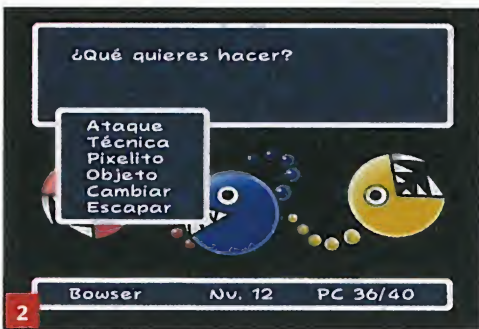 ¿Qué quieres hacer?
Ataque
Técnica
Pixelito
Objeto
Cambiar
Escapar
Bowser Nv. 12 PC 36/40
2